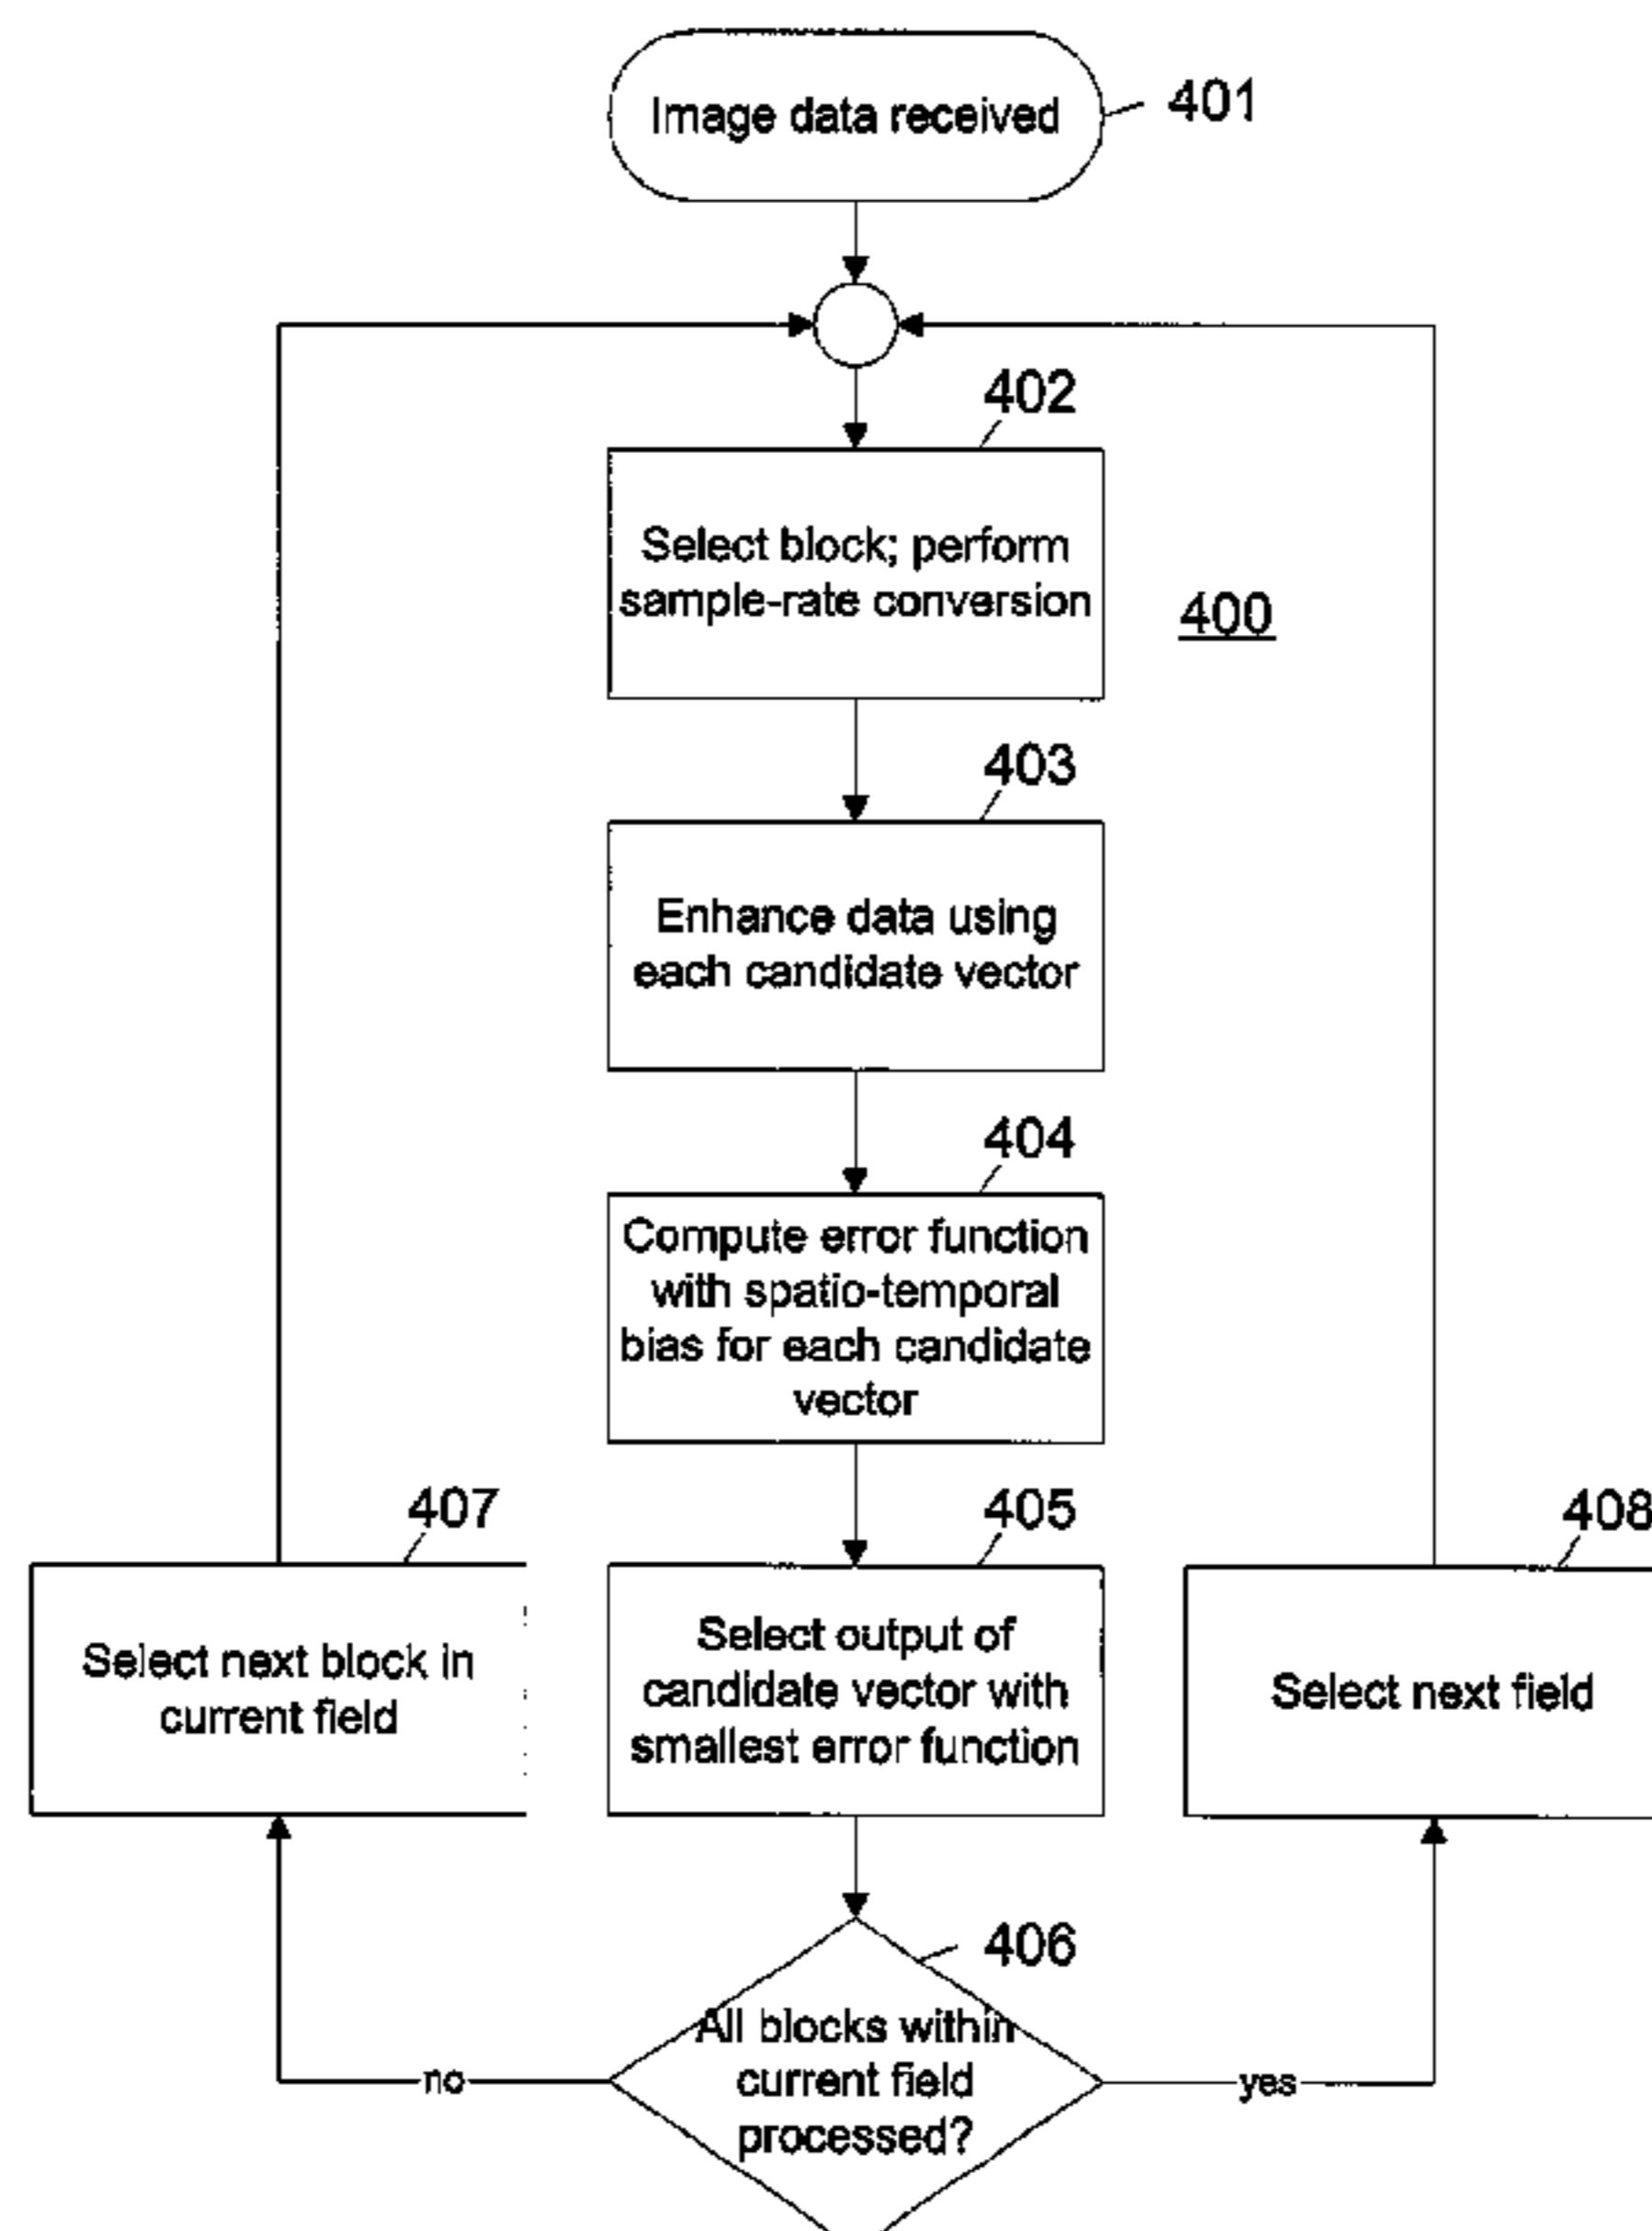 Image data received
401
402
Select block; perform
sample-rate conversion
400
403
Enhance data using
each candidate vector
404
Compute error function
with spatio-temporal
bias for each candidate
vector
407
405
408
Select next block in
current field
Select output of
candidate vector with
smallest error function
Select next field
406
All blocks within
current field
processed?
no
yes